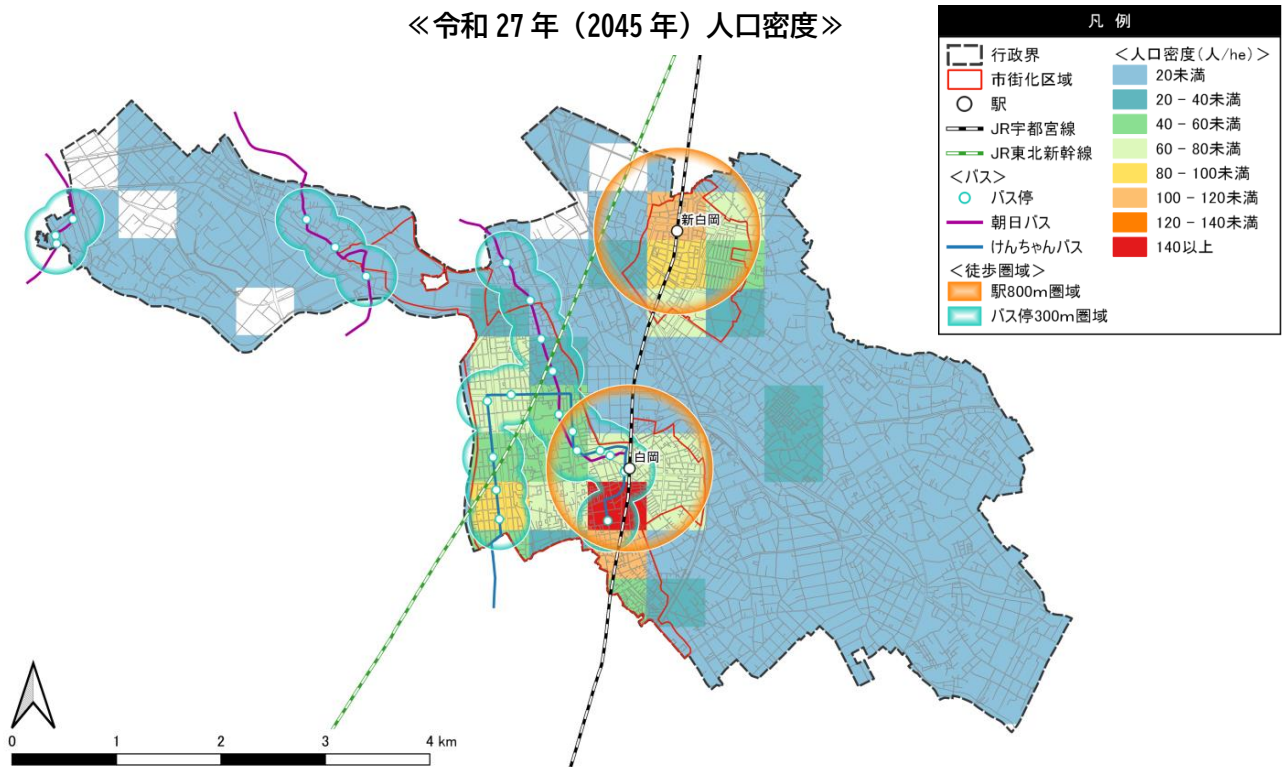 ≪令和 27 年（2045 年）人口密度≫
凡 例
行政界
市街化区域
駅
JR宇都宮線
JR東北新幹線
＜バス＞
バス停
朝日バス
けんちゃんバス
＜徒歩圏域＞
駅800m圏域
バス停300m圏域
＜人口密度(人/he)＞
20未満
20 - 40未満
40 - 60未満
60 - 80未満
80 - 100未満
100 - 120未満
120 - 140未満
140以上
新白岡
白岡
0 1 2 3 4 km